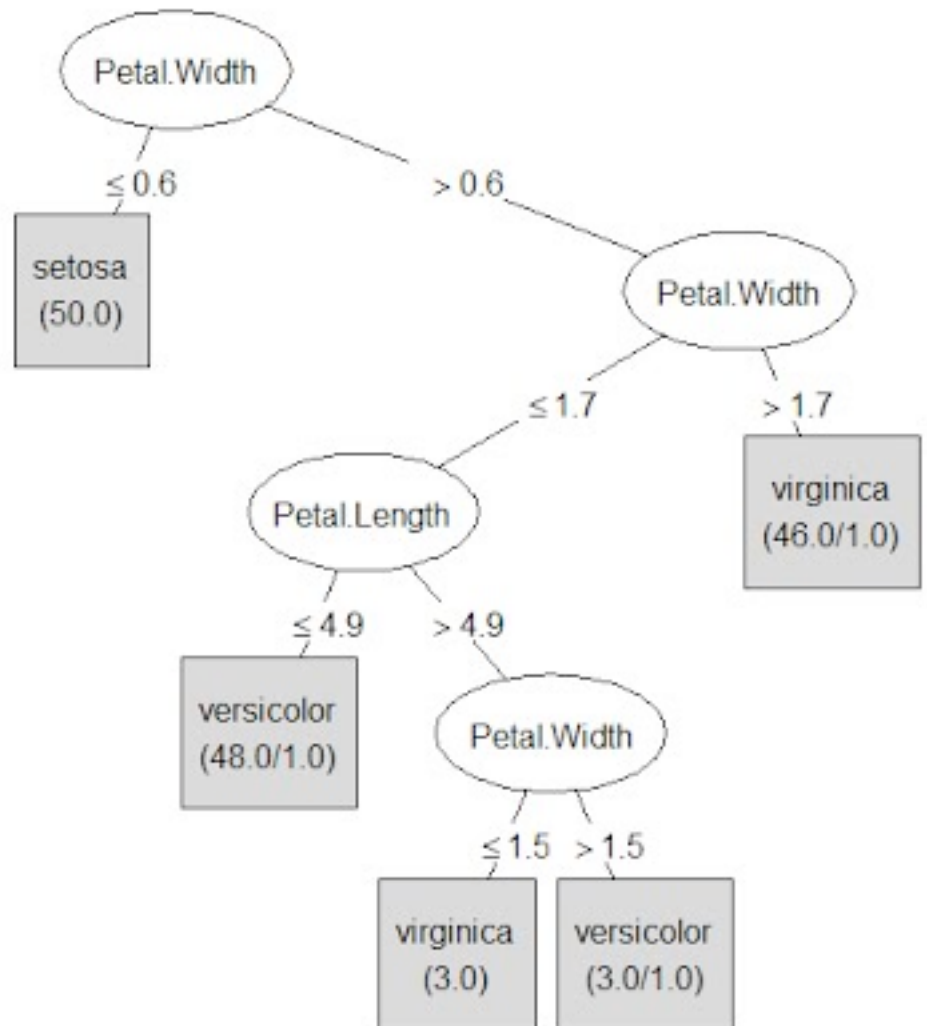 Petal.Width
≤ 0.6
> 0.6
setosa
(50.0)
Petal.Width
≤ 1.7
> 1.7
Petal.Length
virginica
(46.0/1.0)
≤ 4.9
> 4.9
versicolor
(48.0/1.0)
Petal.Width
≤ 1.5
> 1.5
virginica
(3.0)
versicolor
(3.0/1.0)